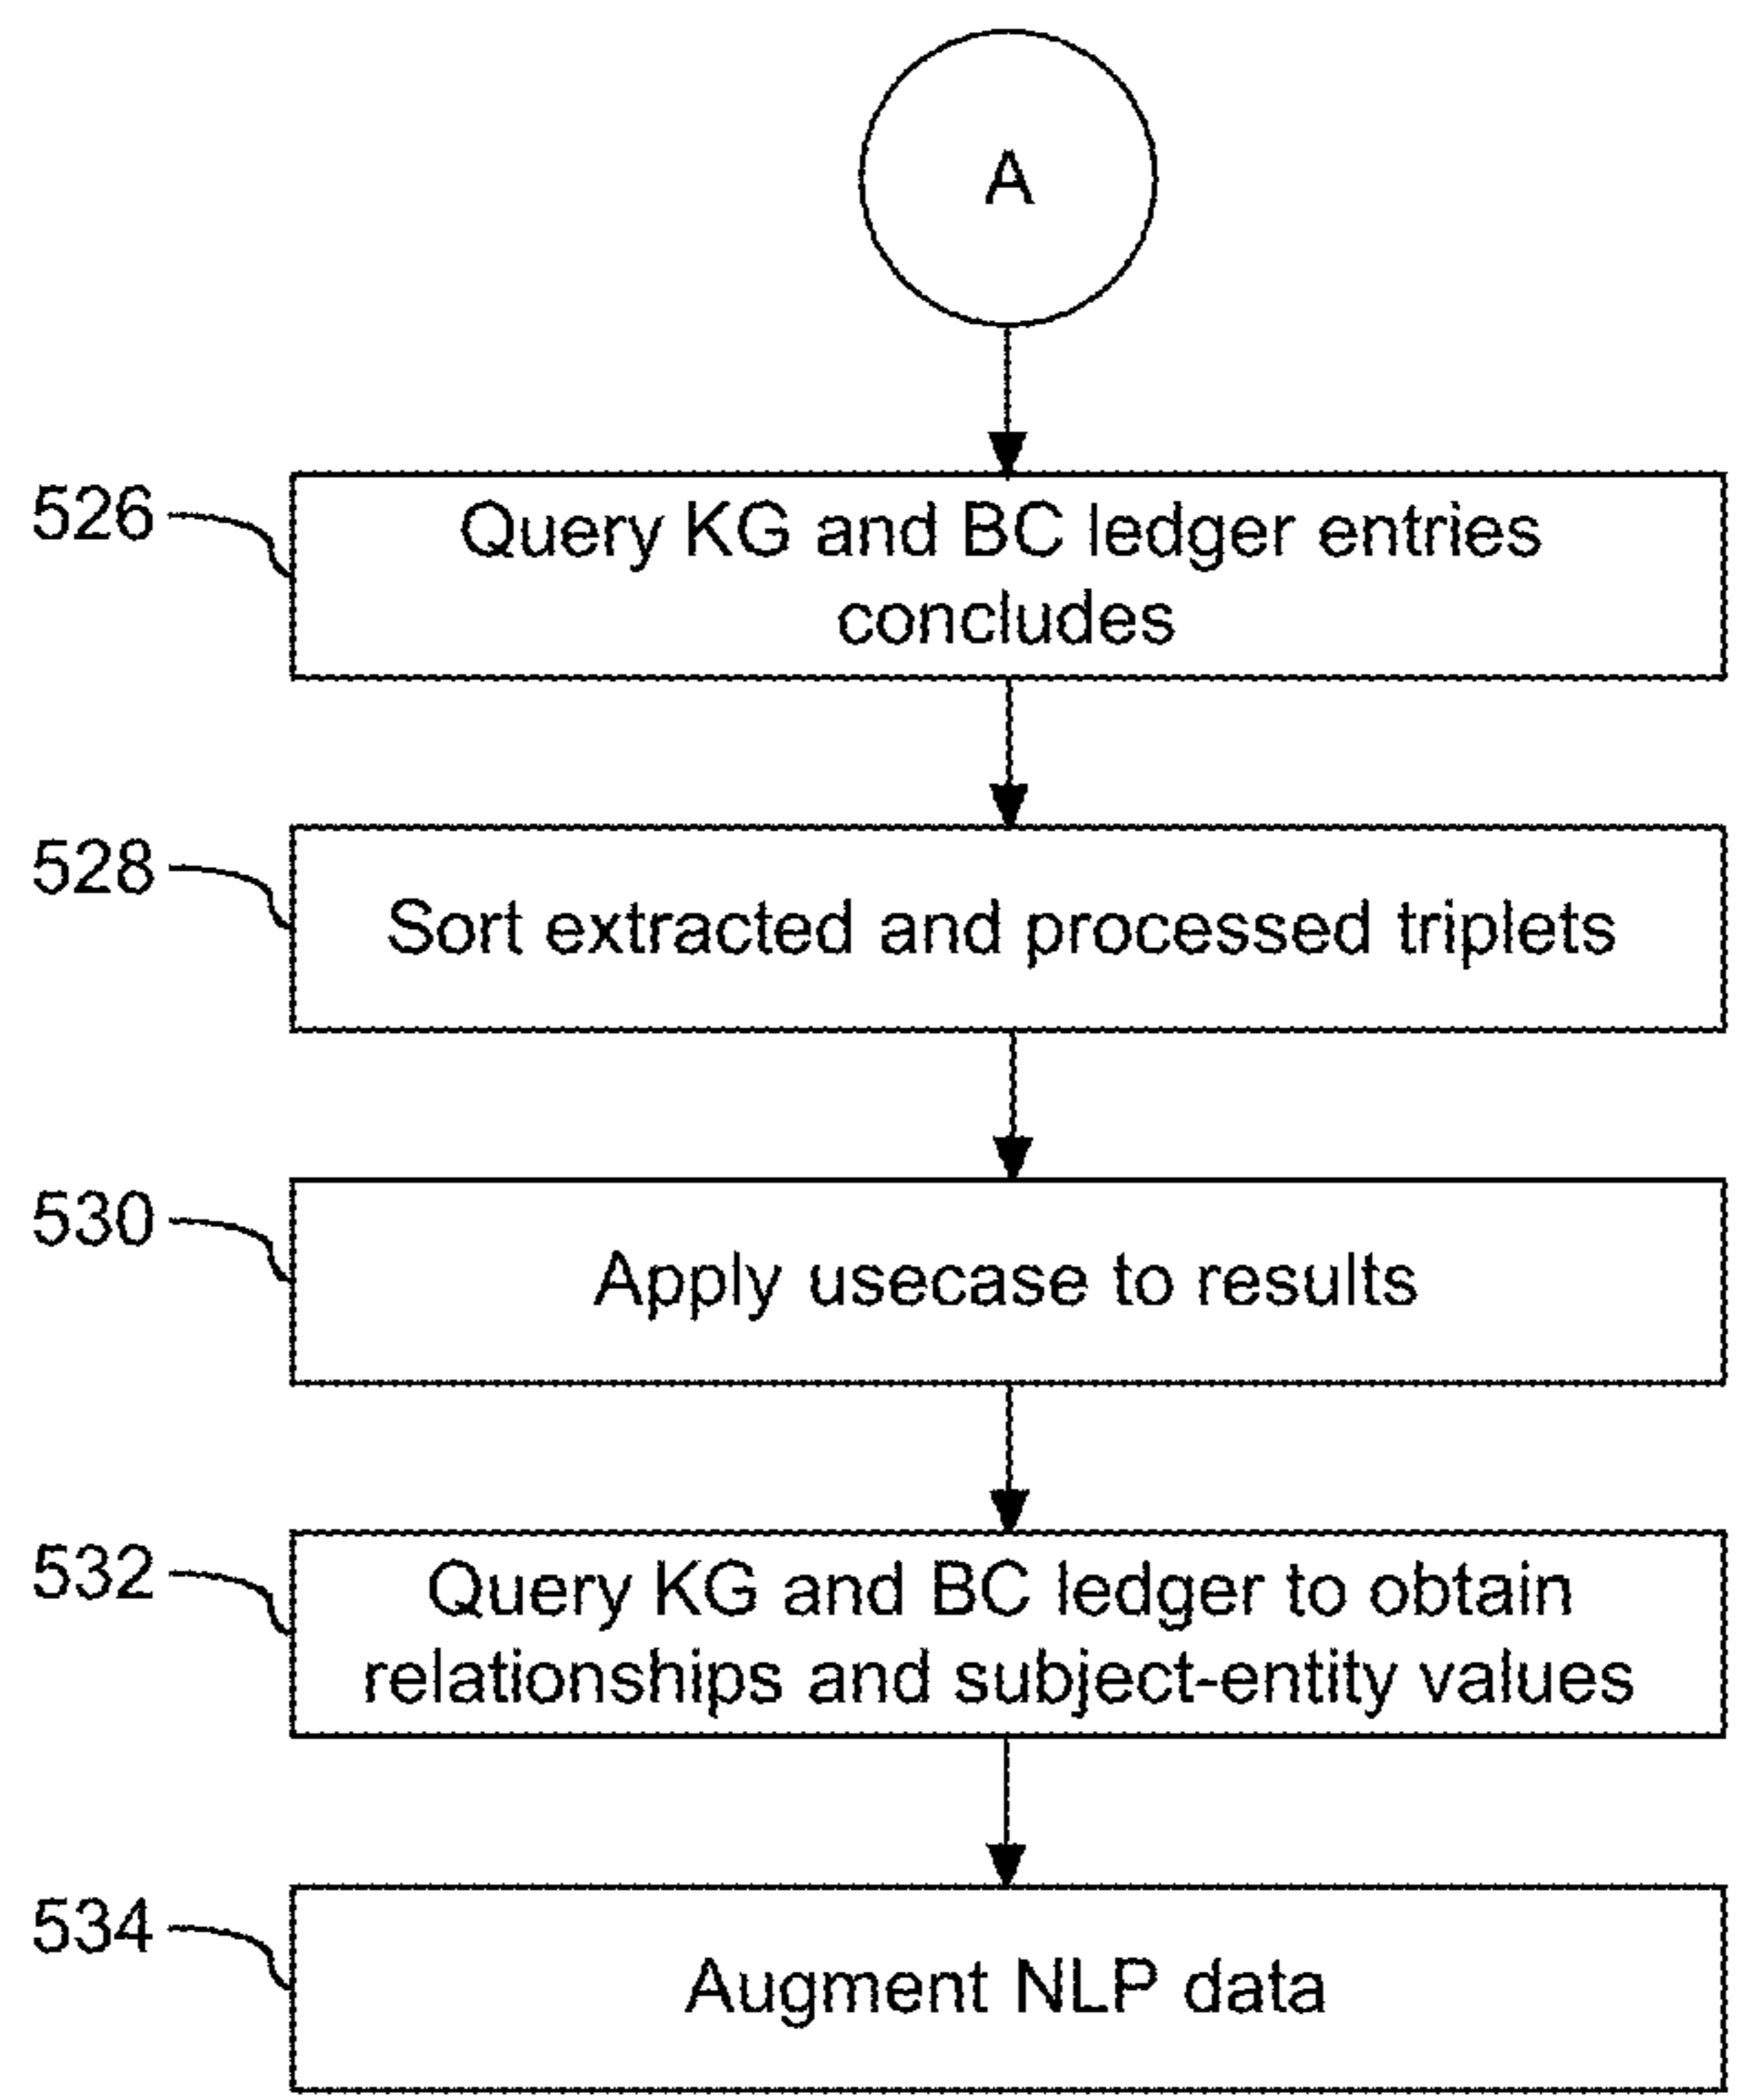 A
526
Query KG and BC ledger entries
concludes
528
Sort extracted and processed triplets
530
Apply usecase to results
532
Query KG and BC ledger to obtain
relationships and subject-entity values
534
Augment NLP data